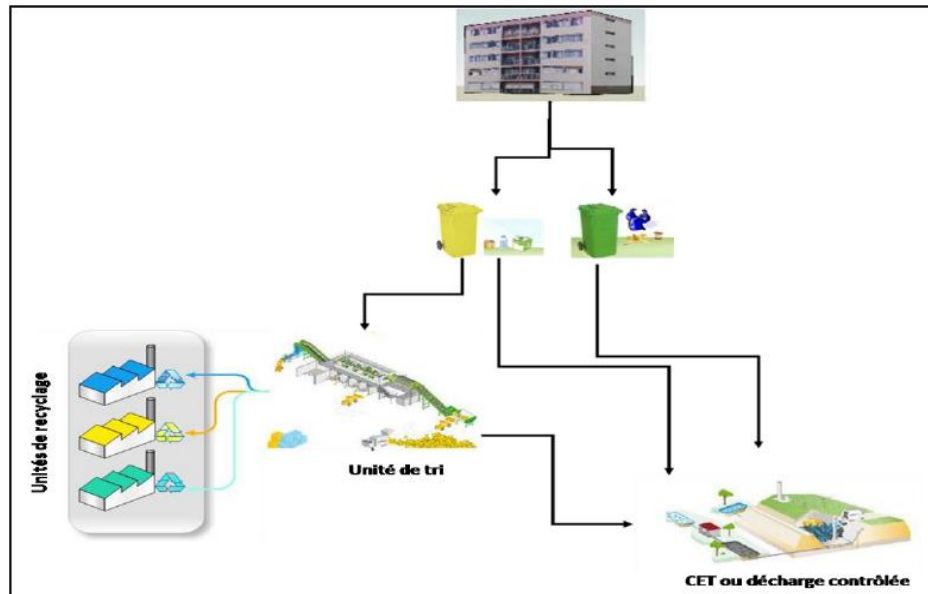 Unités de recyclage
Unité de tri
CET ou décharge contrôlée